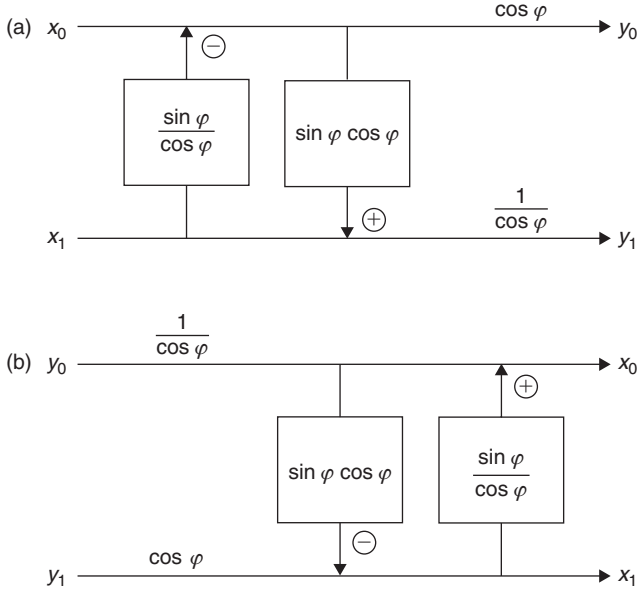 (a) x₀ cos φ y₀
⊖
sin φ
cos φ
sin φ cos φ
⊕
1
cos φ
x₁ y₁
1
cos φ
(b) y₀ x₀
⊕
sin φ cos φ
sin φ
cos φ
⊖
cos φ
y₁ x₁